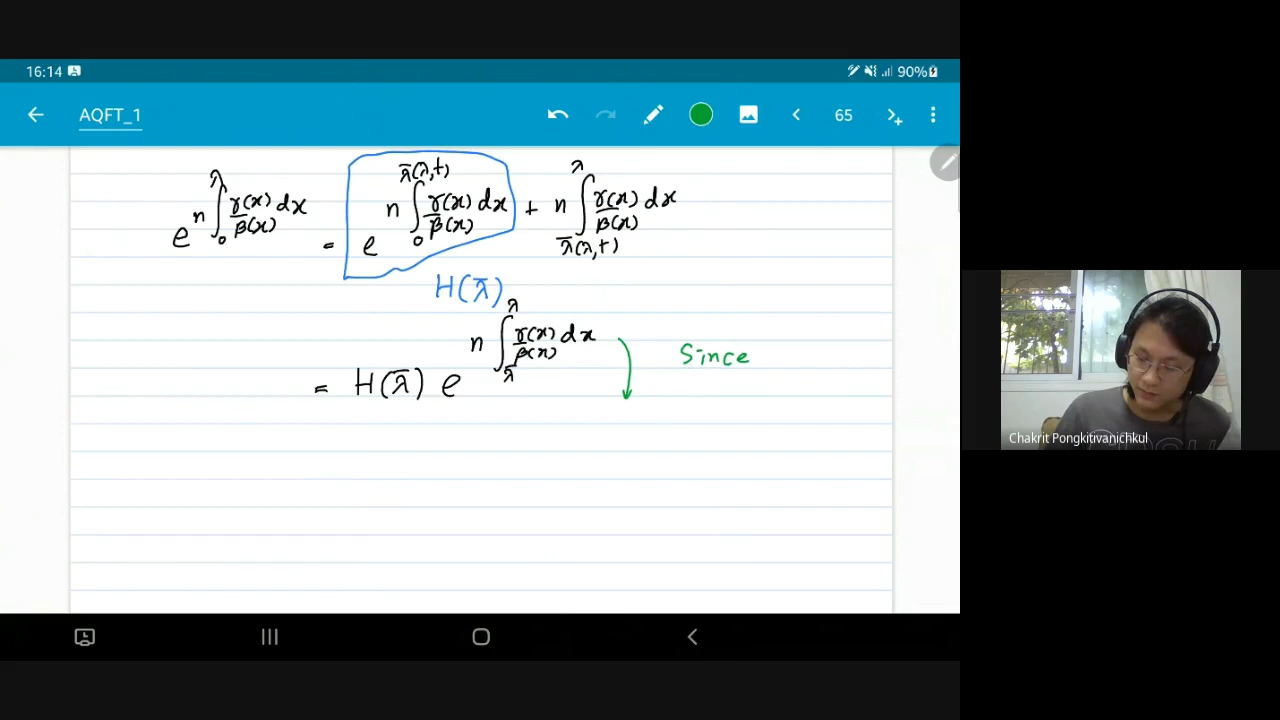 16:14 90%
AQFT_1 65
e^{n ∫_0^λ γ(x)/β(x) dx} = e^{n ∫_0^{λ̄(λ,t)} γ(x)/β(x) dx + n ∫_{λ̄(λ,t)}^λ γ(x)/β(x) dx}
H(λ̄)
= H(λ̄) e^{n ∫_{λ̄}^λ γ(x)/β(x) dx} Since
Chakrit Pongkitivanichkul